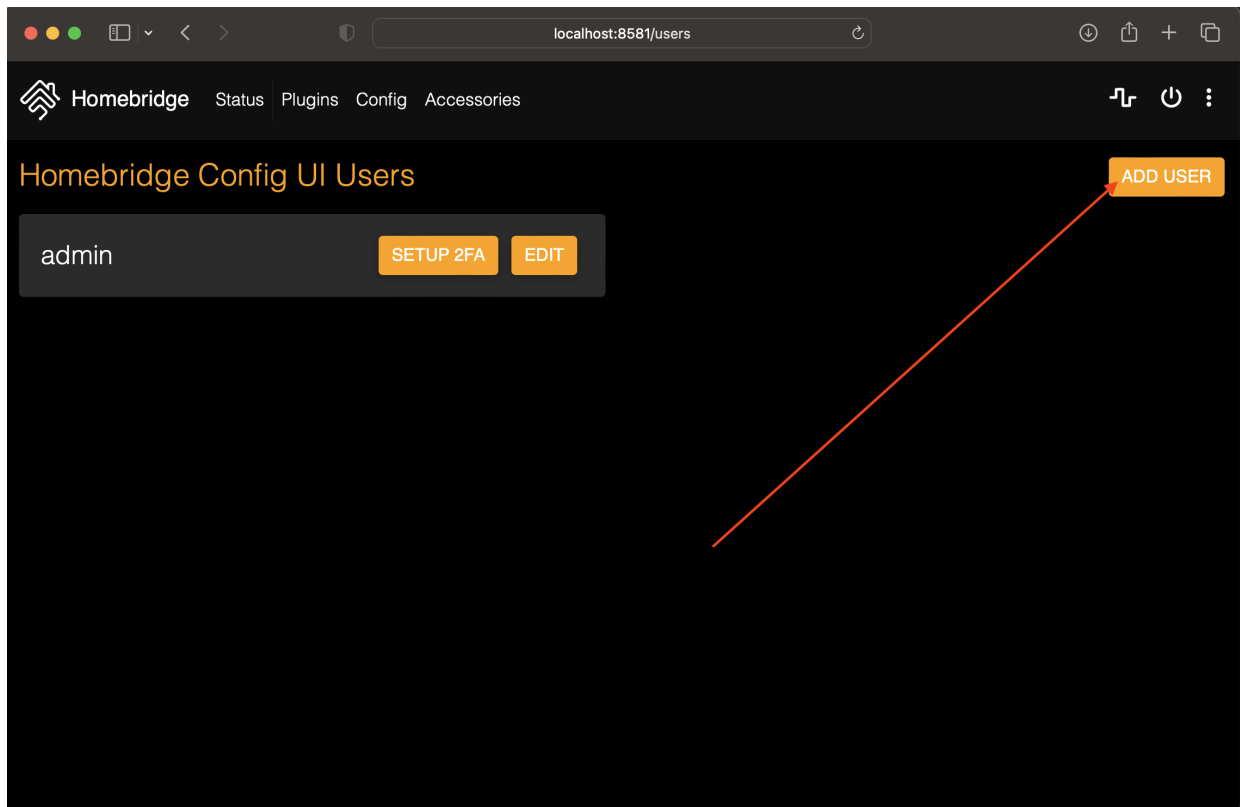 localhost:8581/users
Homebridge Status Plugins Config Accessories
Homebridge Config UI Users
ADD USER
admin
SETUP 2FA
EDIT